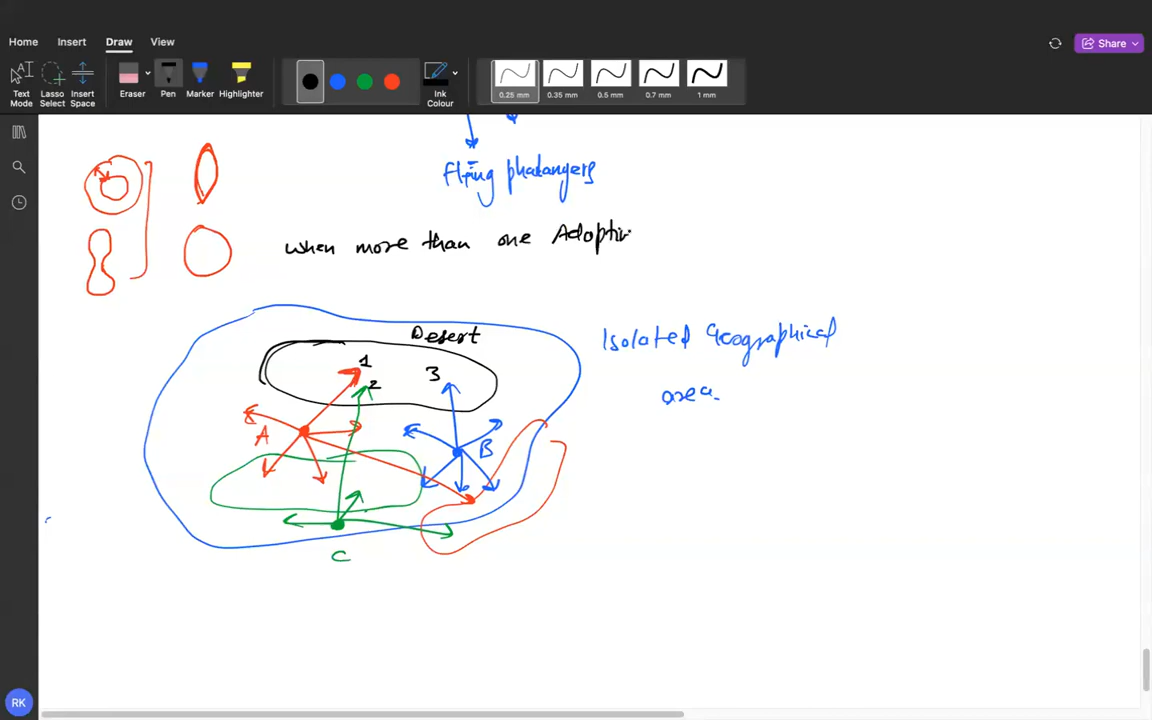 Home Insert Draw View
Share
Text Mode
Lasso Select
Insert Space
Eraser
Pen
Marker
Highlighter
Ink Colour
0.25 mm 0.35 mm 0.5 mm 0.7 mm 1 mm
Flying phalangers
when more than one Adoptiv
Desert
1
2
3
Isolated Geographical
area.
A
B
C
RK